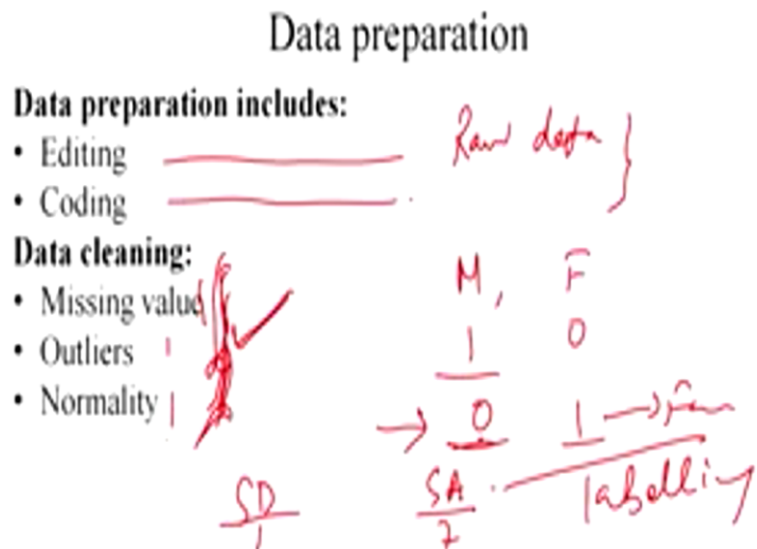 Data preparation
Data preparation includes:
• Editing
Raw data
• Coding
Data cleaning:
M, F
• Missing value
1 0
• Outliers
• Normality
→ 0 1 →
labelling
SD SA
1 7